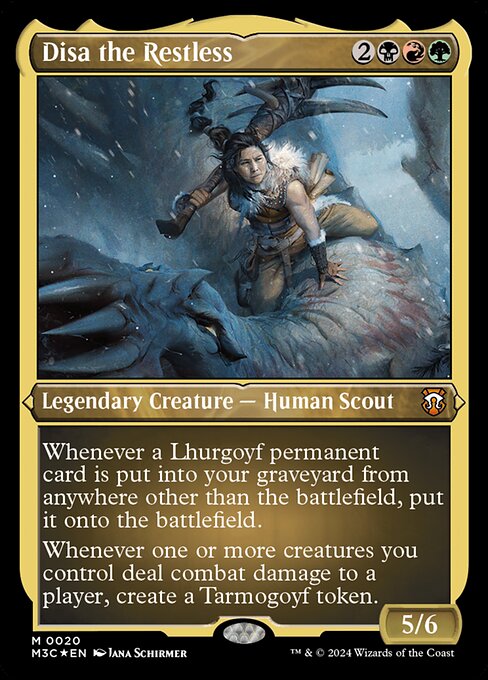 Disa the Restless 2
Legendary Creature — Human Scout
Whenever a Lhurgoyf permanent
card is put into your graveyard from
anywhere other than the battlefield, put
it onto the battlefield.
Whenever one or more creatures you
control deal combat damage to a
player, create a Tarmogoyf token.
5/6
M 0020
M3C★EN Jana Schirmer
™ & © 2024 Wizards of the Coast